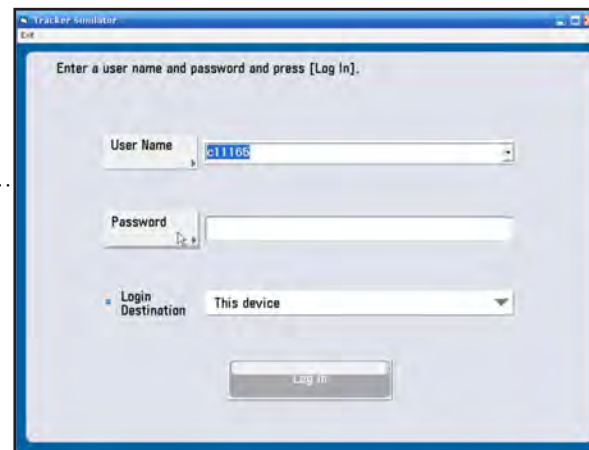 Tracker Simulator
Exit
Enter a user name and password and press [Log In].
User Name
c11165
Password
Login
Destination
This device
Log In